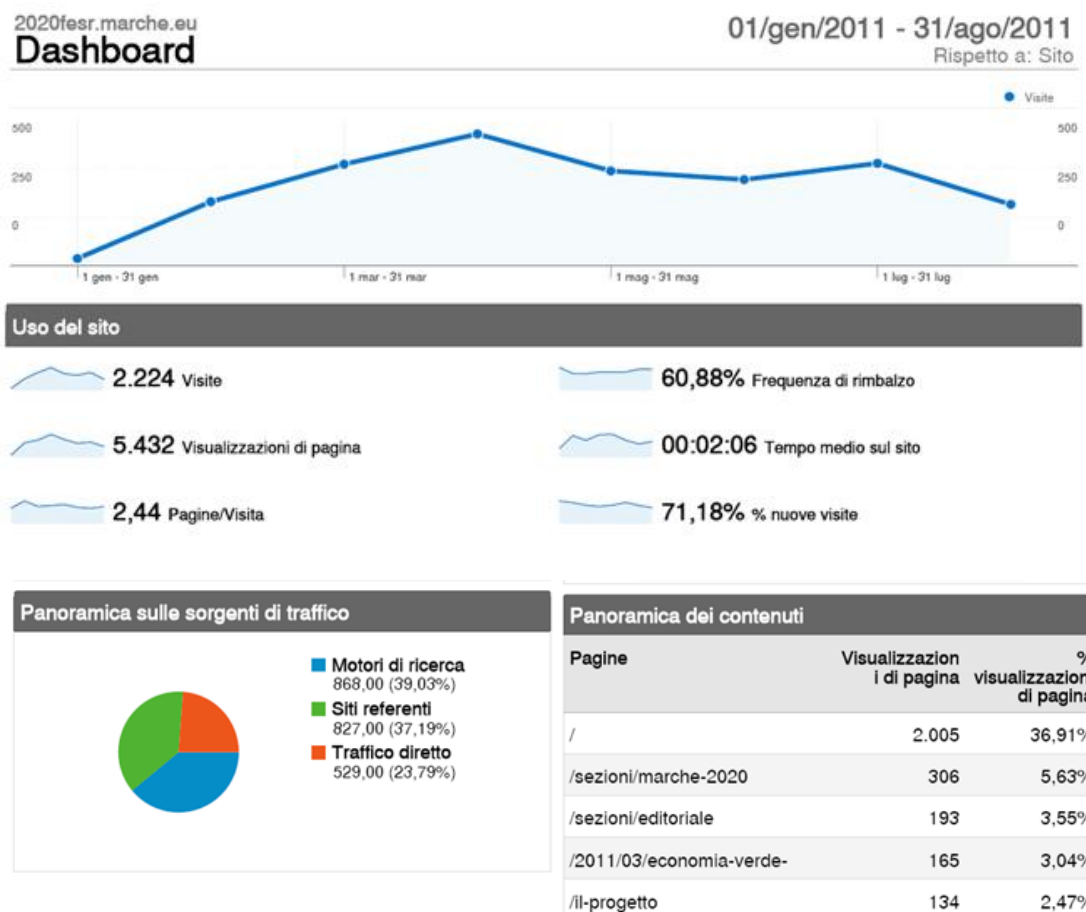 2020fesr.marche.eu
Dashboard
01/gen/2011 - 31/ago/2011
Rispetto a: Sito
Visite
500 500
250 250
0 0
1 gen - 31 gen 1 mar - 31 mar 1 mag - 31 mag 1 lug - 31 lug
Uso del sito
2.224 Visite
60,88% Frequenza di rimbalzo
5.432 Visualizzazioni di pagina
00:02:06 Tempo medio sul sito
2,44 Pagine/Visita
71,18% % nuove visite
Panoramica sulle sorgenti di traffico
Motori di ricerca
868,00 (39,03%)
Siti referenti
827,00 (37,19%)
Traffico diretto
529,00 (23,79%)
Panoramica dei contenuti
Pagine
Visualizzazion
i di pagina
%
visualizzazion
di pagina
/ 2.005 36,91%
/sezioni/marche-2020 306 5,63%
/sezioni/editoriale 193 3,55%
/2011/03/economia-verde- 165 3,04%
/il-progetto 134 2,47%